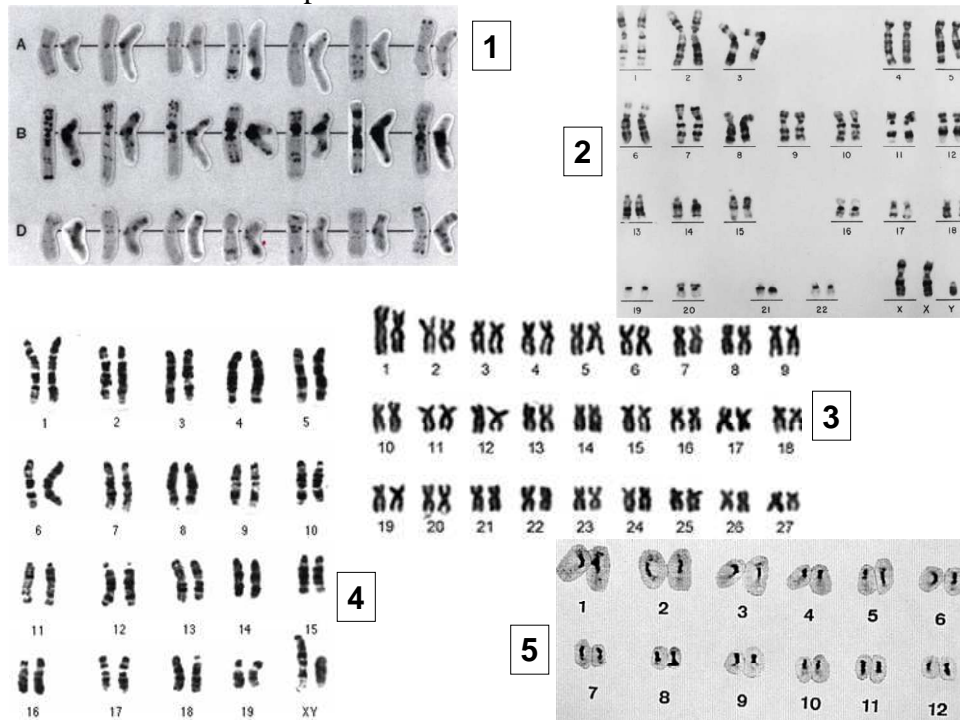 A
B
D
1
1 2 3 4 5
6 7 8 9 10 11 12
13 14 15 16 17 18
19 20 21 22 X X Y
2
1 2 3 4 5 6 7 8 9
10 11 12 13 14 15 16 17 18
19 20 21 22 23 24 25 26 27
3
1 2 3 4 5
6 7 8 9 10
11 12 13 14 15
16 17 18 19 XY
4
1 2 3 4 5 6
7 8 9 10 11 12
5